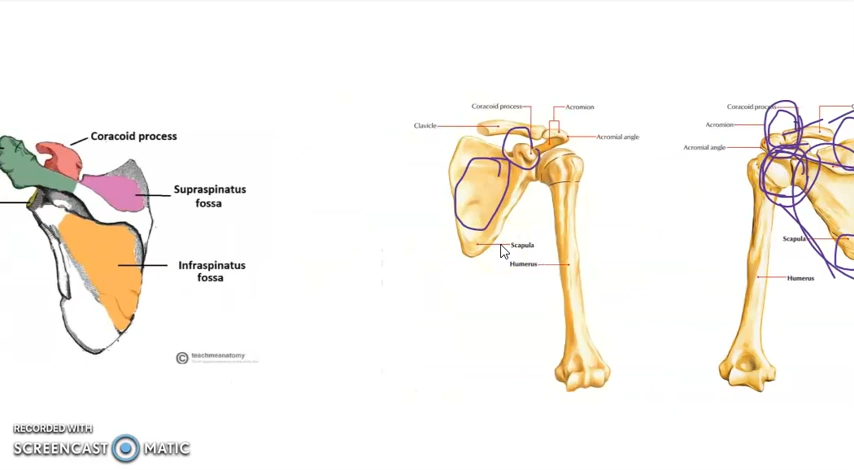 Coracoid process
Supraspinatus
fossa
Infraspinatus
fossa
© teachmeanatomy
Coracoid process
Acromion
Clavicle
Acromial angle
Scapula
Humerus
Coracoid process
Acromion
Acromial angle
Scapula
Humerus
RECORDED WITH
SCREENCAST MATIC